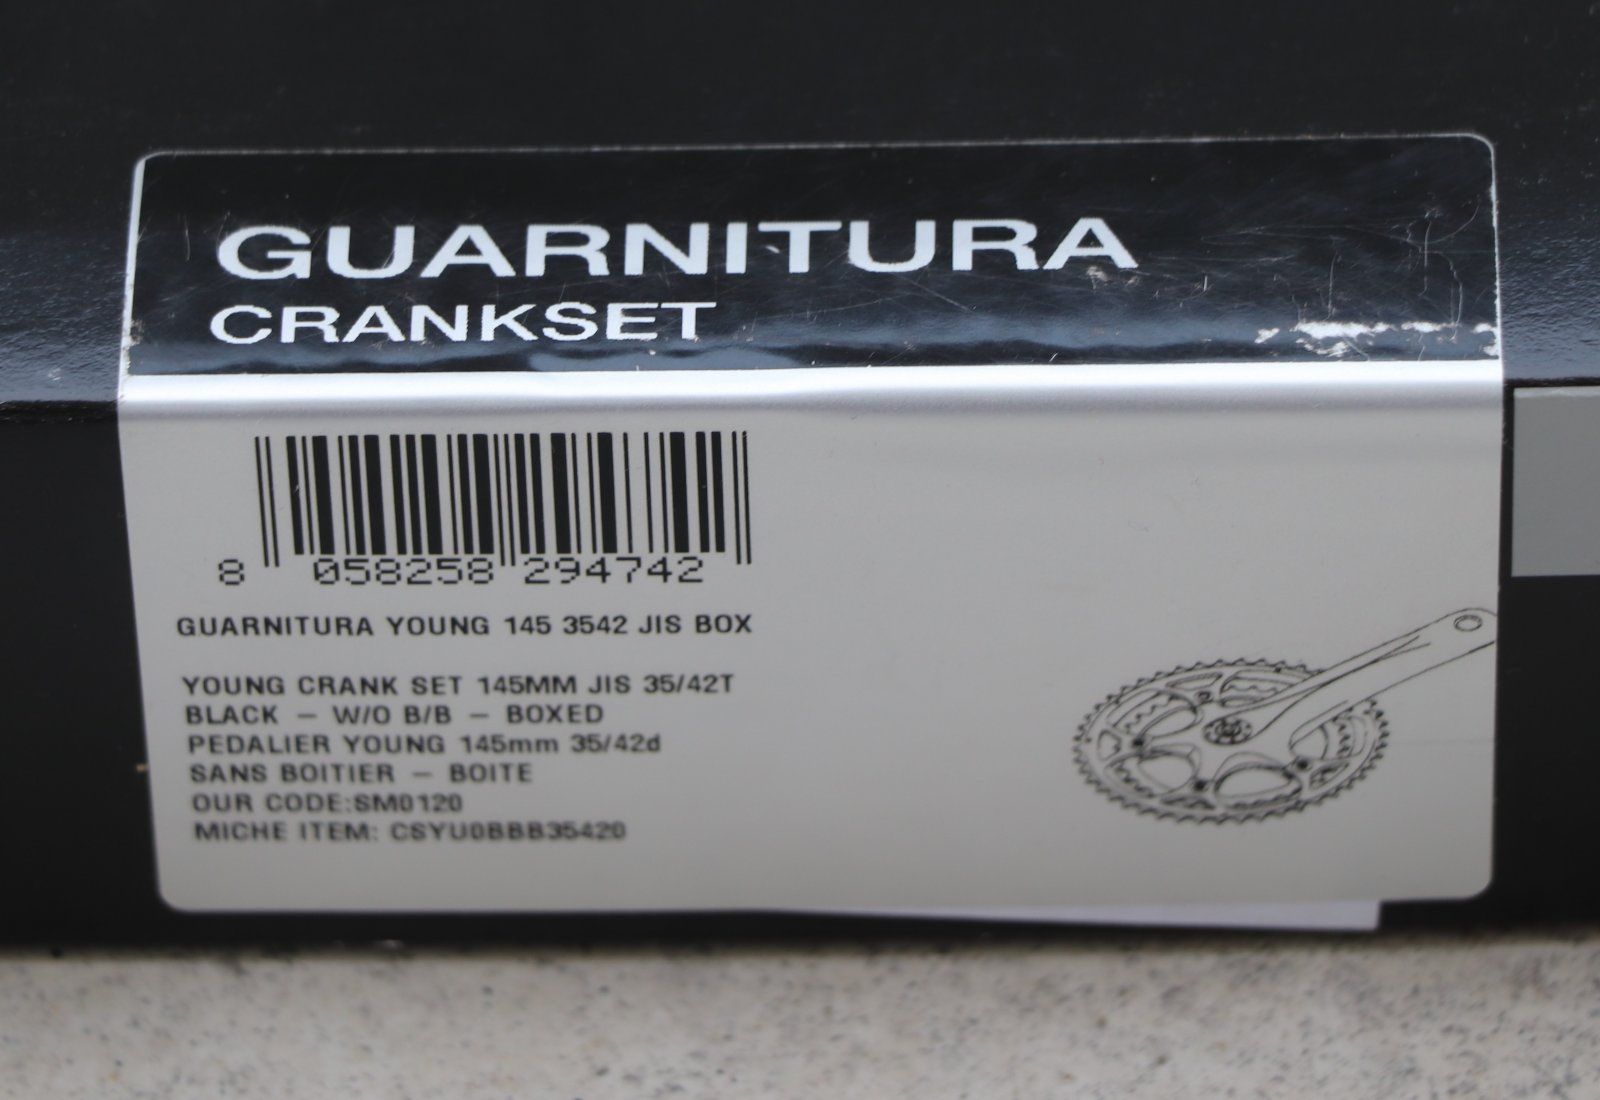 GUARNITURA
CRANKSET
8 058258 294742
GUARNITURA YOUNG 145 3542 JIS BOX
YOUNG CRANK SET 145MM JIS 35/42T
BLACK – W/O B/B – BOXED
PEDALIER YOUNG 145mm 35/42d
SANS BOITIER – BOITE
OUR CODE:SM0120
MICHE ITEM: CSYU0BBB35420